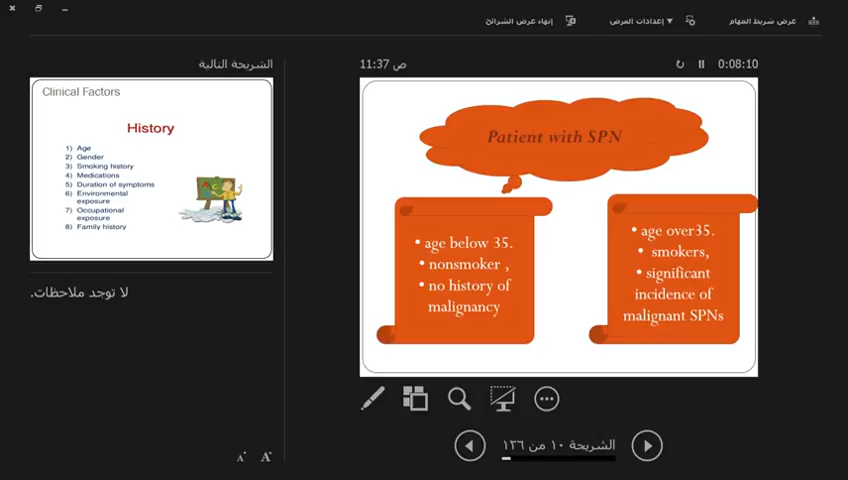 عرض شريط المهام
إعدادات العرض ▼
إنهاء عرض الشرائح
الشريحة التالية
Clinical Factors
History
1) Age
2) Gender
3) Smoking history
4) Medications
5) Duration of symptoms
6) Environmental
exposure
7) Occupational
exposure
8) Family history
لا توجد ملاحظات.
11:37 ص
0:08:10
Patient with SPN
• age below 35.
• nonsmoker ,
• no history of
malignancy
• age over35.
• smokers,
• significant
incidence of
malignant SPNs
الشريحة ١٠ من ١٣٦
A
A